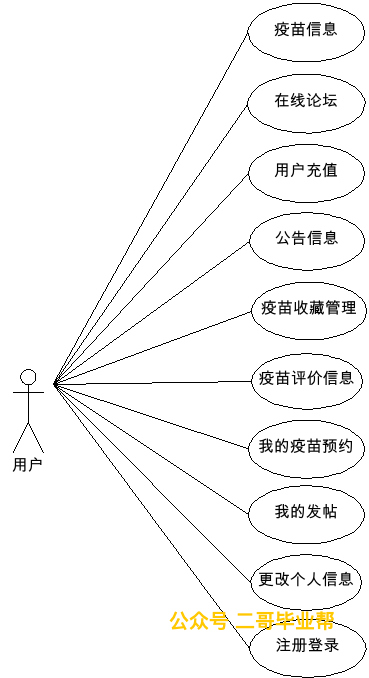 疫苗信息
在线论坛
用户充值
公告信息
疫苗收藏管理
疫苗评价信息
我的疫苗预约
用户
我的发帖
更改个人信息
公众号 二哥毕业帮
注册登录